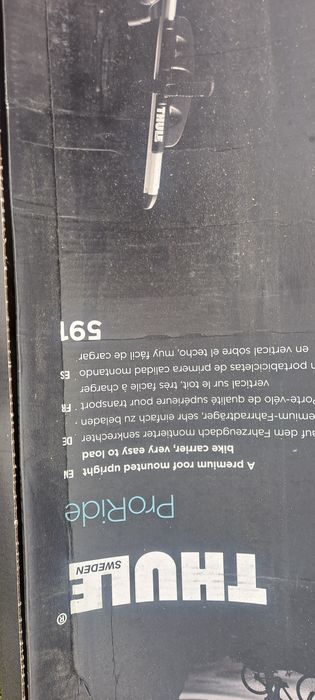 THULE®
SWEDEN
ProRide
A premium roof mounted upright EN
bike carrier, very easy to load
auf dem Fahrzeugdach montierter senkrechter DE
emium-Fahrradträger, sehr einfach zu beladen ·
Porte-vélo de qualité supérieure pour transport · FR
vertical sur le toit, très facile à charger
n portabicicletas de primera calidad montando ES
en vertical sobre el techo, muy fácil de cargar
591
THULE